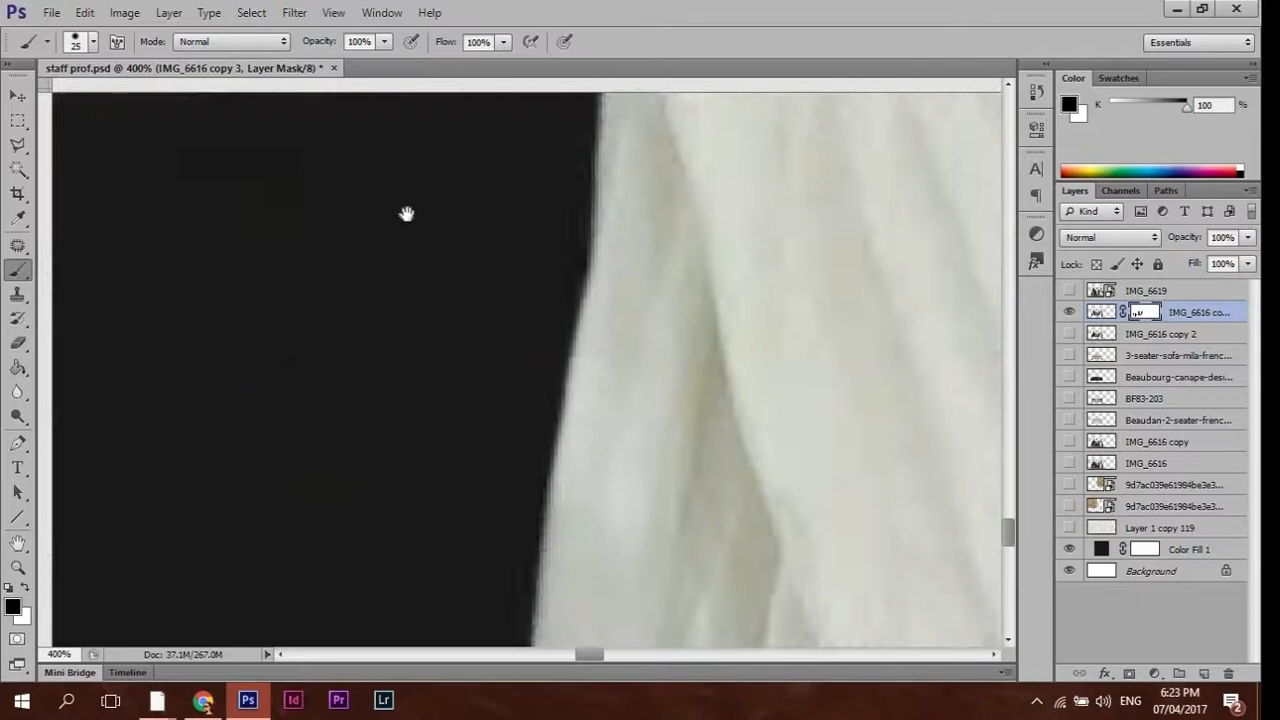 Ps File Edit Image Layer Type Select Filter View Window Help
25 Mode: Normal Opacity: 100% Flow: 100% Essentials
staff prof.psd @ 400% (IMG_6616 copy 3, Layer Mask/8) * ×
Color Swatches
K 100 %
Layers Channels Paths
Kind
Normal Opacity: 100%
Lock: Fill: 100%
IMG_6619
IMG_6616 co...
IMG_6616 copy 2
3-seater-sofa-mila-frenc...
Beaubourg-canape-desi...
BF83-203
Beaudan-2-seater-frenc...
IMG_6616 copy
IMG_6616
9d7ac039e61984be3e3...
9d7ac039e61984be3e3...
Layer 1 copy 119
Color Fill 1
Background
400% Doc: 37.1M/267.0M
Mini Bridge Timeline
Ps Id Pr Lr ENG
6:23 PM
07/04/2017
2